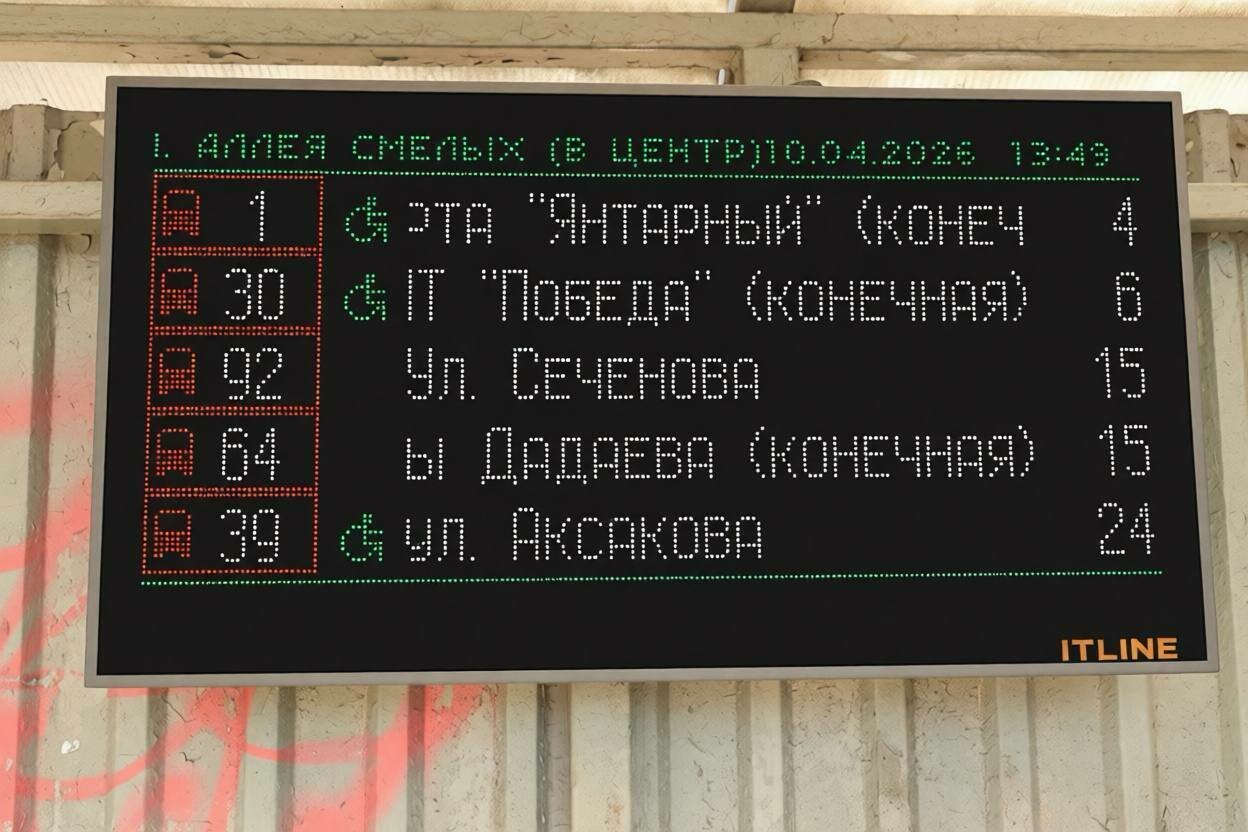 . АЛЛЕЯ СМЕЛЫХ (В ЦЕНТР)10.04.2026 13:49
1 ЭТА "ЯНТАРНЫЙ" (КОНЕЧ 4
30 ІТ "ПОБЕДА" (КОНЕЧНАЯ) 6
92 Ул. СЕЧЕНОВА 15
64 Ы ДАДАЕВА (КОНЕЧНАЯ) 15
39 ул. АКСАКОВА 24
ITLINE